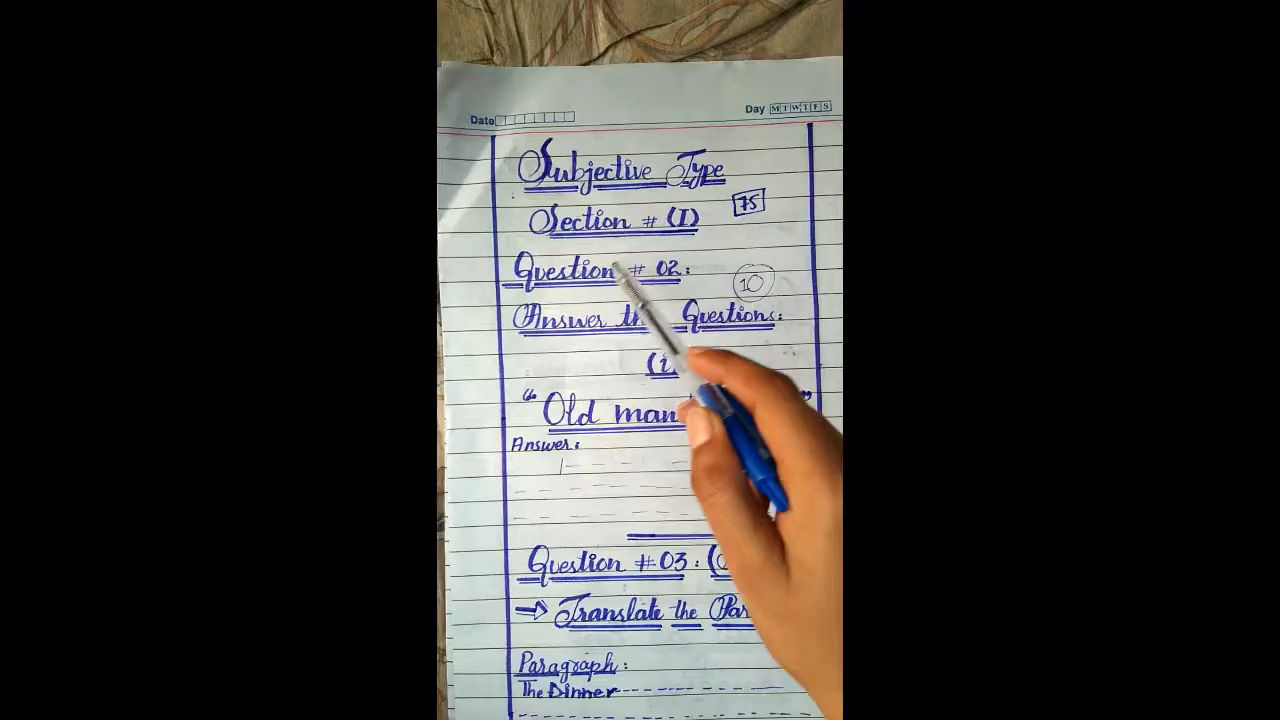 Date Day M T W T F S
Subjective Type
Section # (I) 75
Question # 02: 10
Answer Questions:
(i)
“ Old man ”
Answer:
Question #03:
⇒ Translate the
Paragraph:
The Dinner